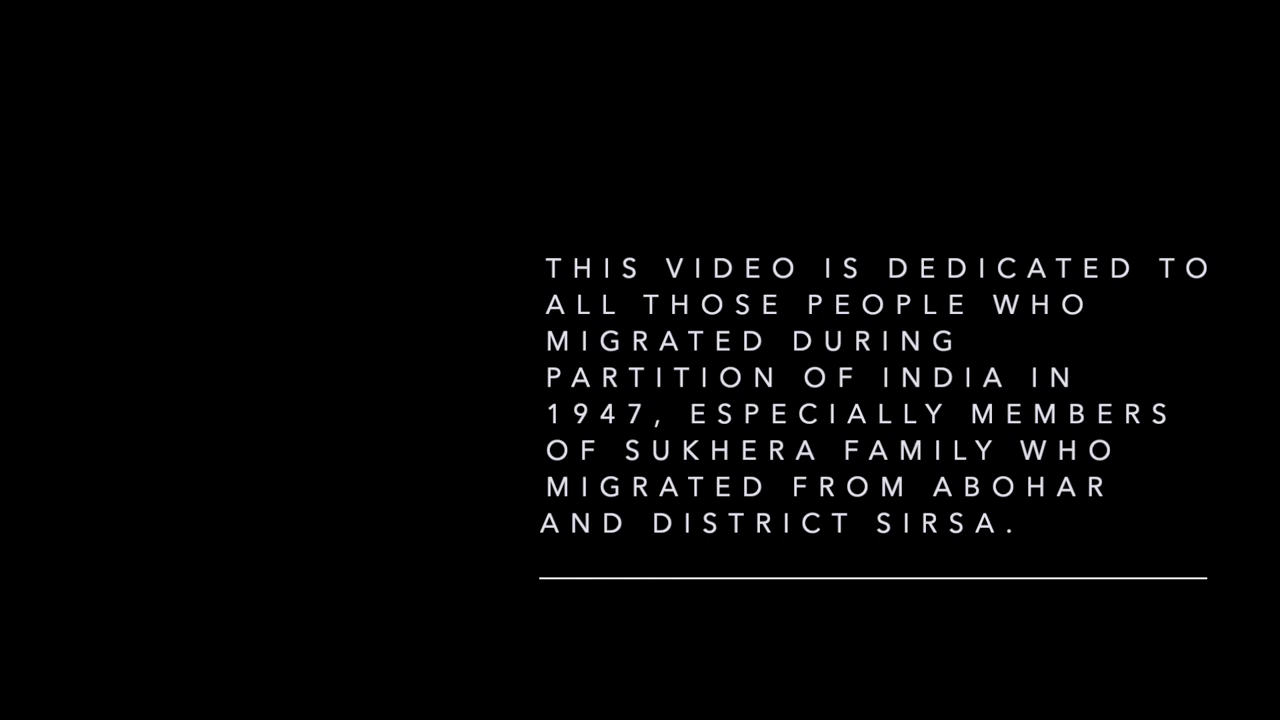 THIS VIDEO IS DEDICATED TO
ALL THOSE PEOPLE WHO
MIGRATED DURING
PARTITION OF INDIA IN
1947, ESPECIALLY MEMBERS
OF SUKHERA FAMILY WHO
MIGRATED FROM ABOHAR
AND DISTRICT SIRSA.